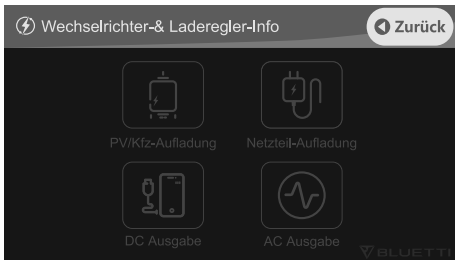 Wechselrichter-& Laderegler-Info
Zurück
PV/Kfz-Aufladung
Netzteil-Aufladung
DC Ausgabe
AC Ausgabe
BLUETTI